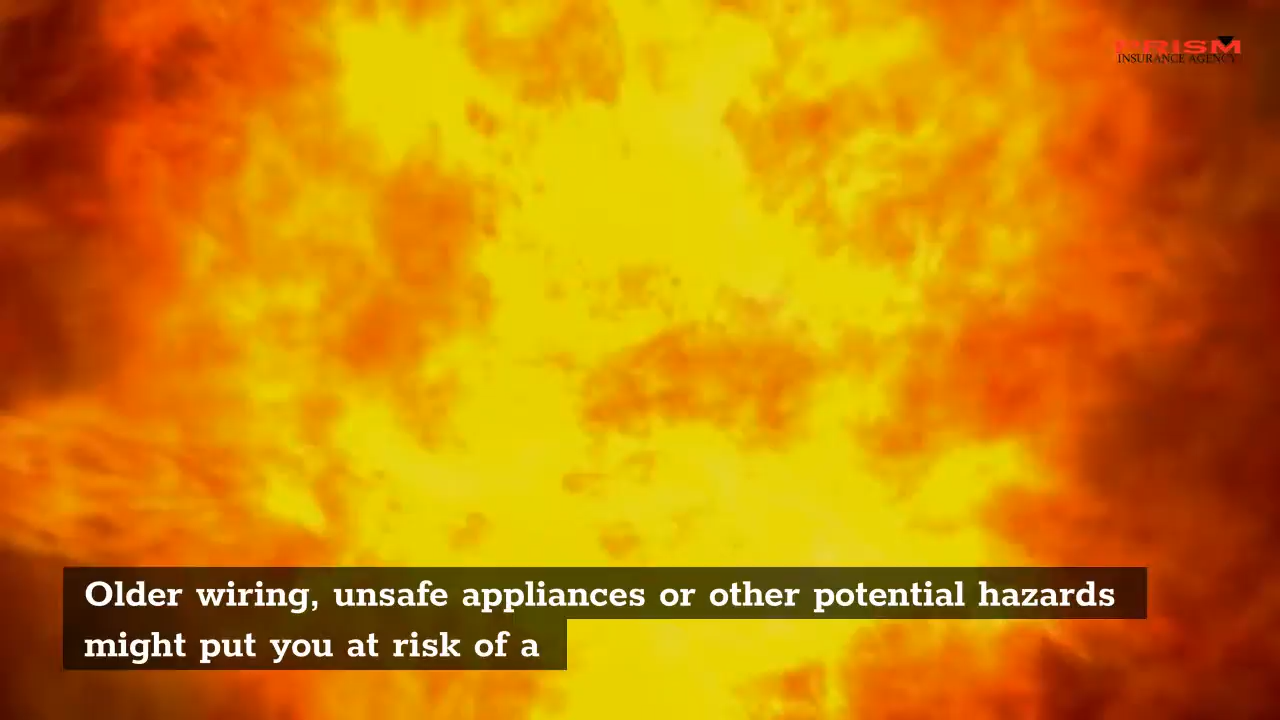 PRISM
INSURANCE AGENCY
Older wiring, unsafe appliances or other potential hazards
might put you at risk of a